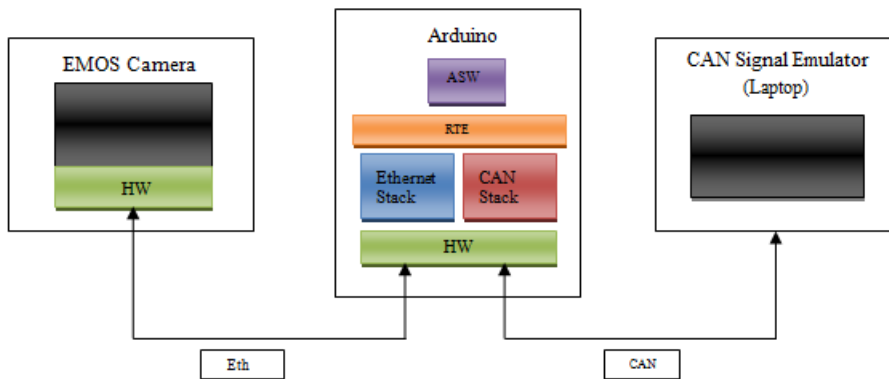 EMOS Camera
HW
Arduino
ASW
RTE
Ethernet
Stack
CAN
Stack
HW
CAN Signal Emulator
(Laptop)
Eth
CAN